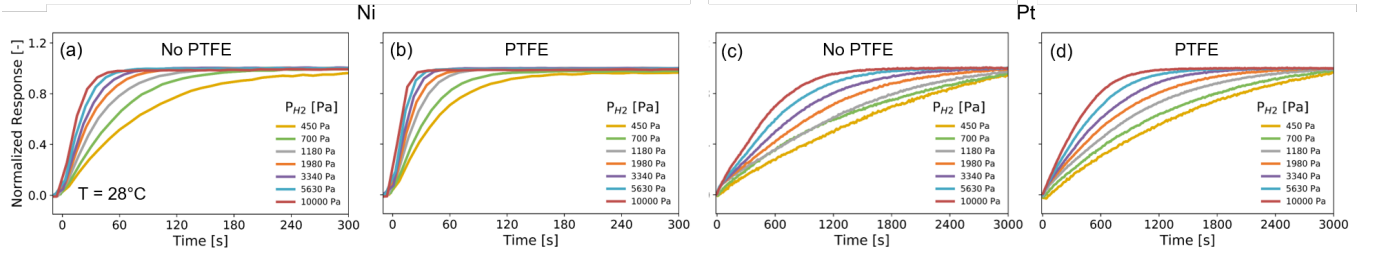 Ni
Pt
(a) No PTFE
(b) PTFE
(c) No PTFE
(d) PTFE
Normalized Response [-]
1.2
0.8
0.4
0.0
T = 28°C
P_H2 [Pa]
450 Pa
700 Pa
1180 Pa
1980 Pa
3340 Pa
5630 Pa
10000 Pa
0 60 120 180 240 300
Time [s]
P_H2 [Pa]
450 Pa
700 Pa
1180 Pa
1980 Pa
3340 Pa
5630 Pa
10000 Pa
0 60 120 180 240 300
Time [s]
P_H2 [Pa]
450 Pa
700 Pa
1180 Pa
1980 Pa
3340 Pa
5630 Pa
10000 Pa
0 600 1200 1800 2400 3000
Time [s]
P_H2 [Pa]
450 Pa
700 Pa
1180 Pa
1980 Pa
3340 Pa
5630 Pa
10000 Pa
0 600 1200 1800 2400 3000
Time [s]